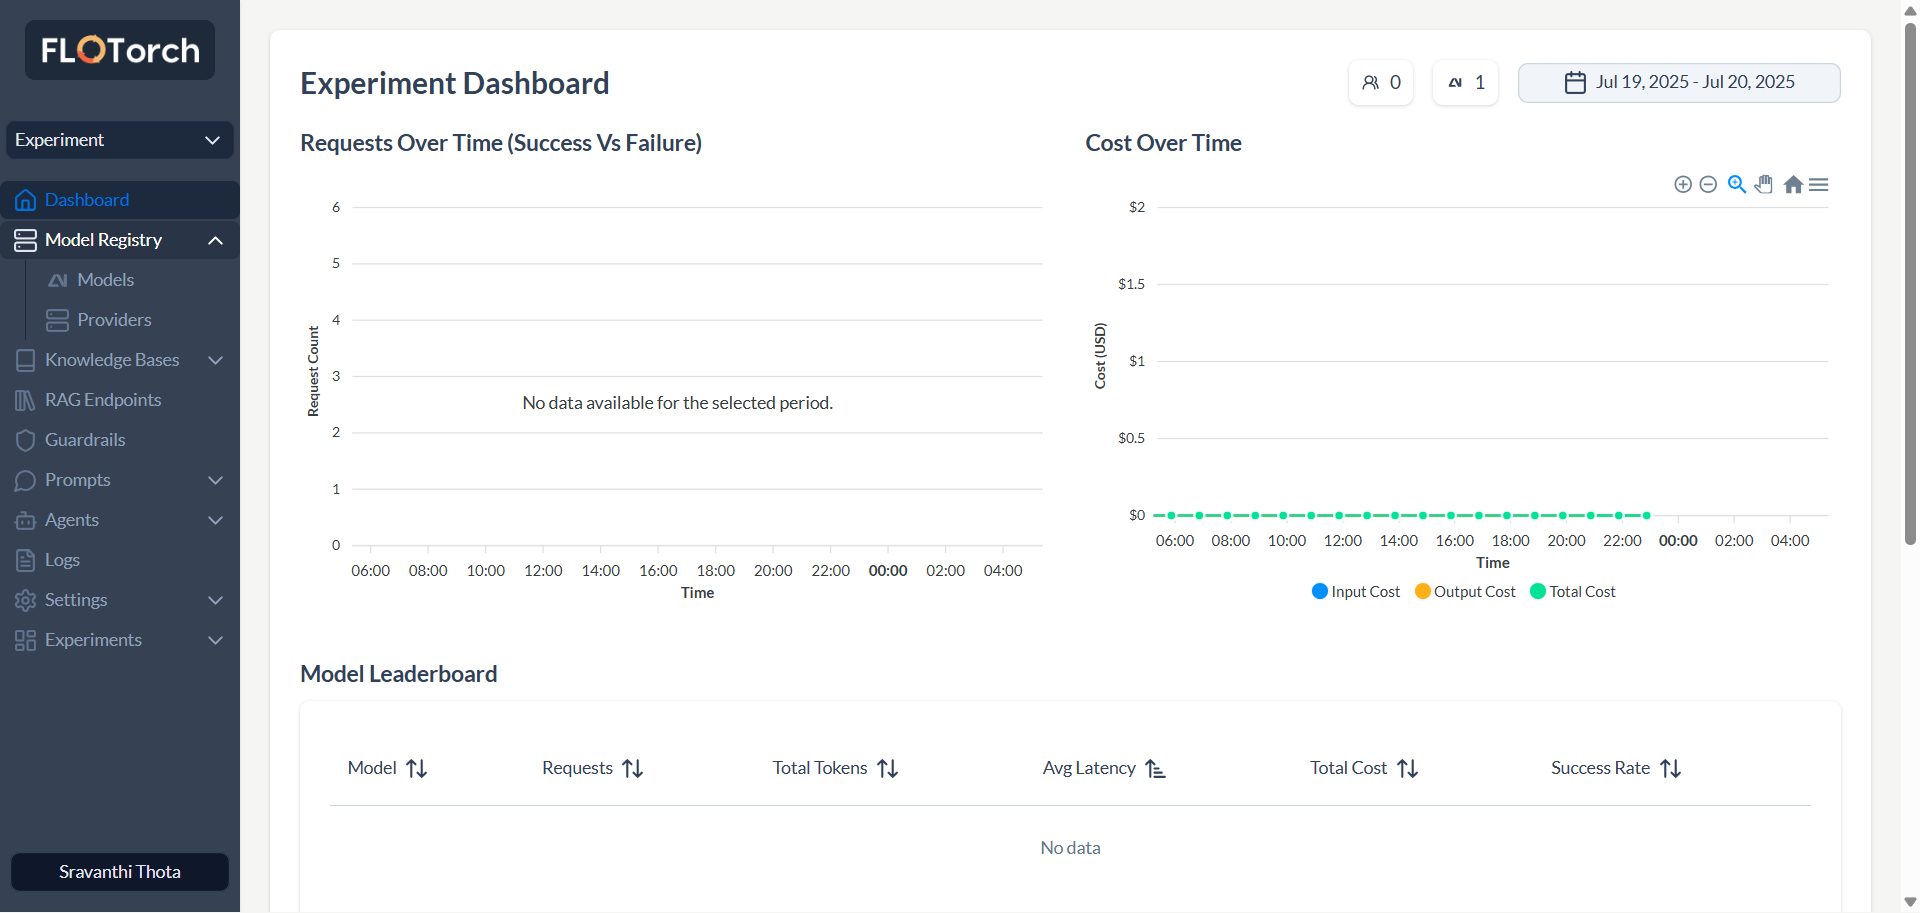 FLOTorch
Experiment
Dashboard
Model Registry
Models
Providers
Knowledge Bases
RAG Endpoints
Guardrails
Prompts
Agents
Logs
Settings
Experiments
Sravanthi Thota
Experiment Dashboard
0
1
Jul 19, 2025 - Jul 20, 2025
Requests Over Time (Success Vs Failure)
6
5
4
3
2
1
0
Request Count
No data available for the selected period.
06:00 08:00 10:00 12:00 14:00 16:00 18:00 20:00 22:00 00:00 02:00 04:00
Time
Cost Over Time
$2
$1.5
$1
$0.5
$0
Cost (USD)
06:00 08:00 10:00 12:00 14:00 16:00 18:00 20:00 22:00 00:00 02:00 04:00
Time
Input Cost Output Cost Total Cost
Model Leaderboard
Model Requests Total Tokens Avg Latency Total Cost Success Rate
No data